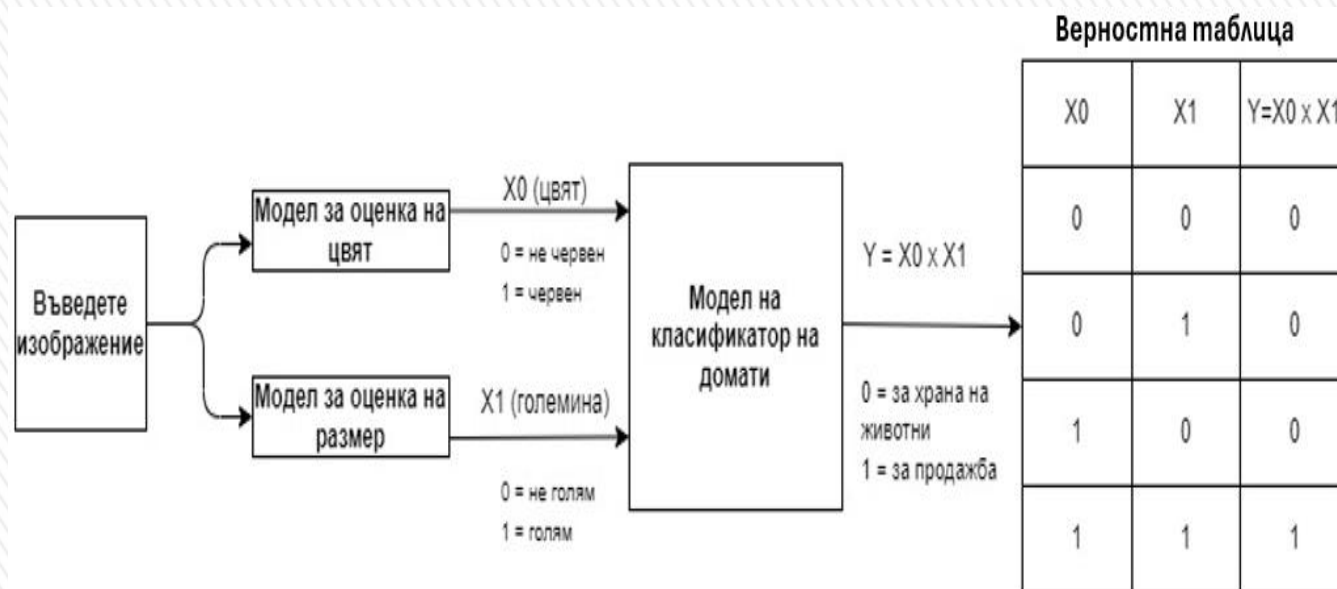 Верностна таблица
Въведете
изображение
Модел за оценка на
цвят
Модел за оценка на
размер
X0 (цвят)
0 = не червен
1 = червен
X1 (големина)
0 = не голям
1 = голям
Модел на
класификатор на
домати
Y = X0 x X1
0 = за храна на
животни
1 = за продажба
X0 X1 Y=X0 x X1
0 0 0
0 1 0
1 0 0
1 1 1